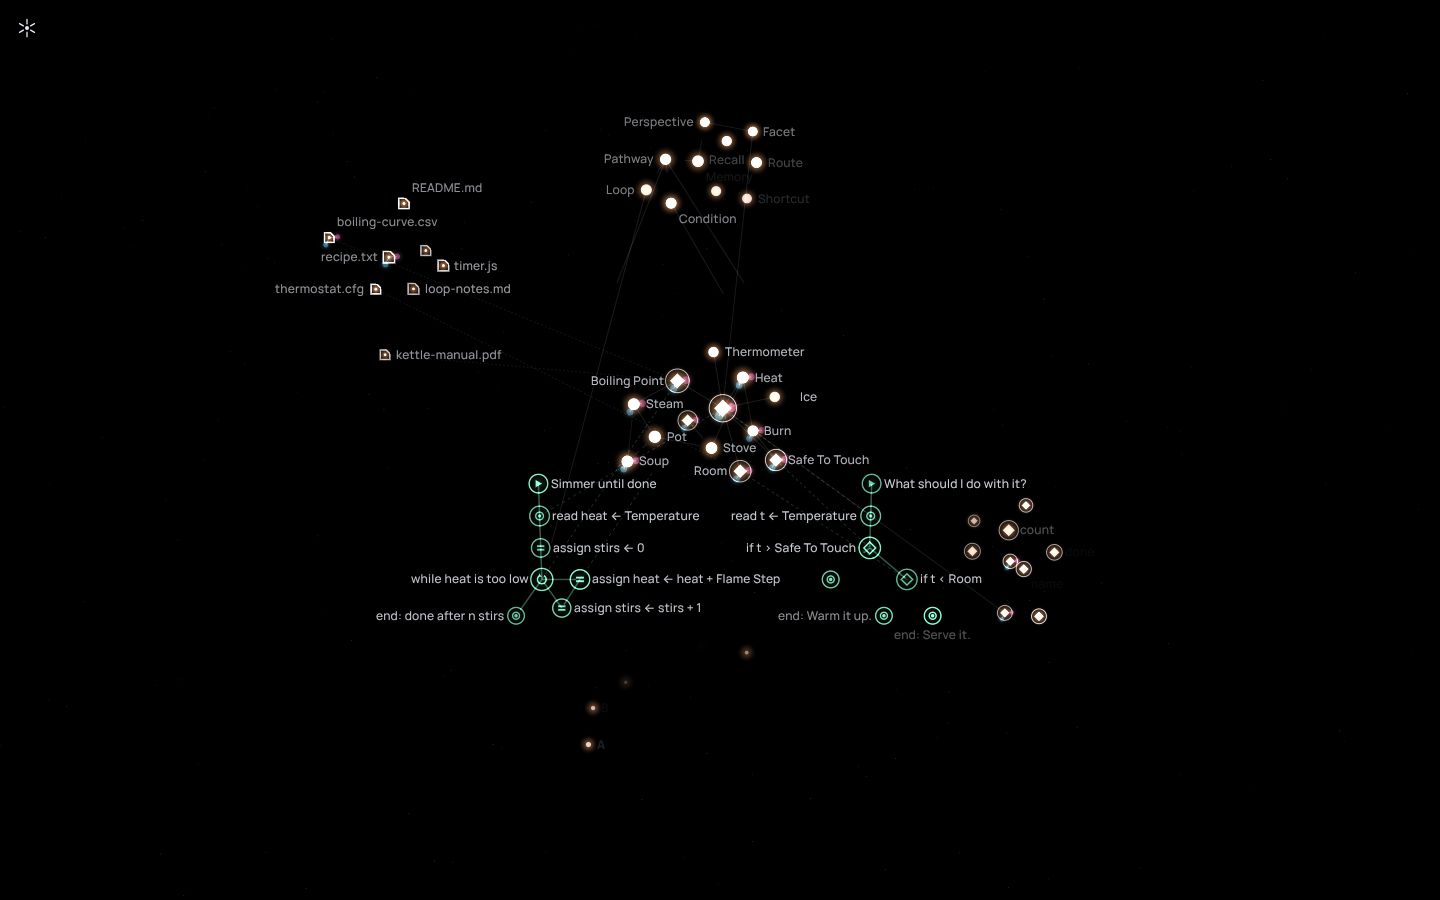 Perspective
Facet
Pathway
Recall
Route
Memory
Loop
Shortcut
Condition
README.md
boiling-curve.csv
recipe.txt
timer.js
thermostat.cfg
loop-notes.md
kettle-manual.pdf
Thermometer
Boiling Point
Heat
Ice
Steam
Burn
Pot
Stove
Soup
Room
Safe To Touch
Simmer until done
What should I do with it?
read heat ← Temperature
read t ← Temperature
count
assign stirs ← 0
if t > Safe To Touch
done
while heat is too low
assign heat ← heat + Flame Step
if t < Room
name
end: done after n stirs
assign stirs ← stirs + 1
end: Warm it up.
end: Serve it.
B
A